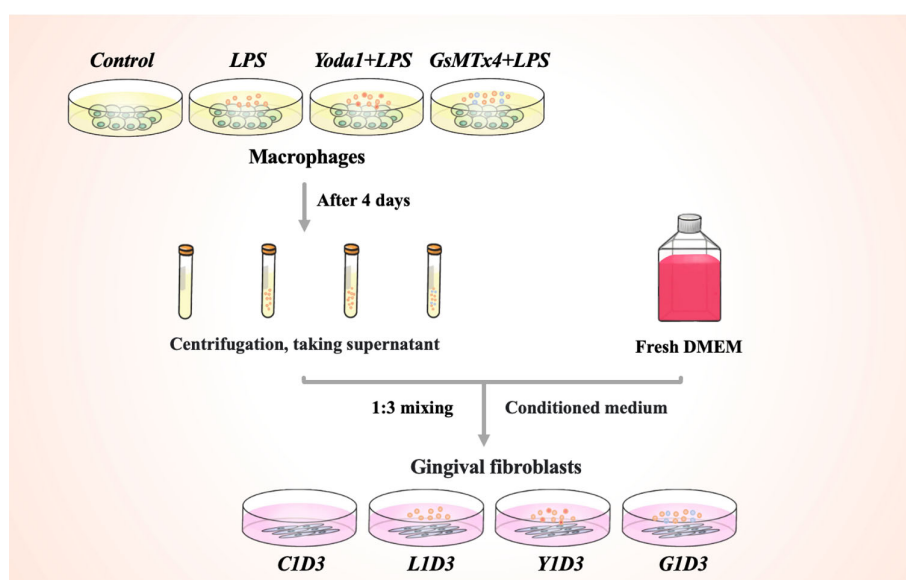 Control LPS Yoda1+LPS GsMTx4+LPS
Macrophages
After 4 days
Centrifugation, taking supernatant
Fresh DMEM
1:3 mixing
Conditioned medium
Gingival fibroblasts
C1D3 L1D3 Y1D3 G1D3